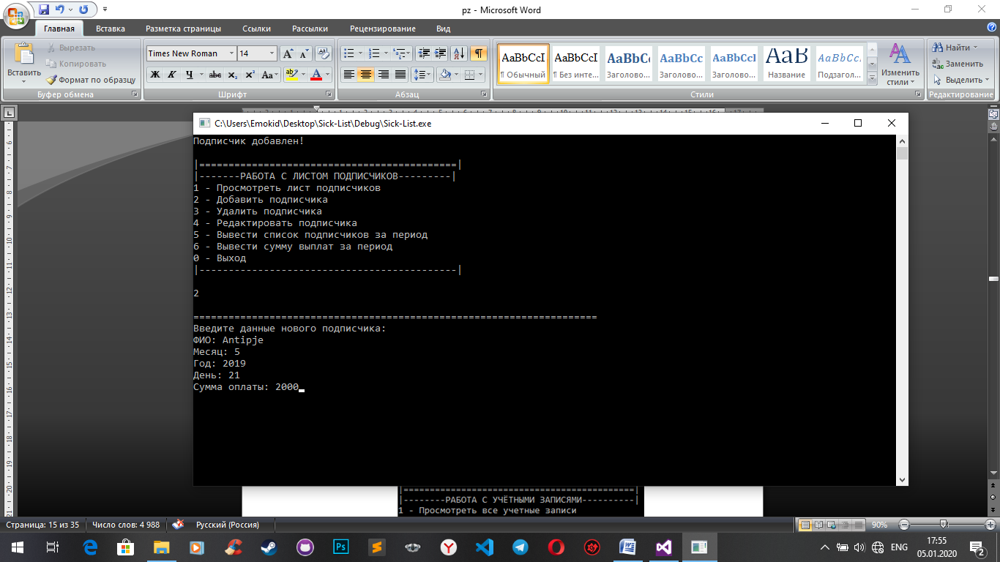 pz - Microsoft Word
Главная Вставка Разметка страницы Ссылки Рассылки Рецензирование Вид
Вставить
Вырезать
Копировать
Формат по образцу
Буфер обмена
Times New Roman 14
Ж К Ч abc x₂ x² Aa
Шрифт
Абзац
AaBbCcI AaBbCcI AaBbCc AaBbCc AaBbCcI AaB AaBbCc.
¶ Обычный ¶ Без инте... Заголово... Заголово... Заголово... Название Подзагол...
Стили
Изменить стили
Найти
Заменить
Выделить
Редактирование
C:\Users\Emokid\Desktop\Sick-List\Debug\Sick-List.exe
Подписчик добавлен!
|============================================|
|-------РАБОТА С ЛИСТОМ ПОДПИСЧИКОВ---------|
1 - Просмотреть лист подписчиков
2 - Добавить подписчика
3 - Удалить подписчика
4 - Редактировать подписчика
5 - Вывести список подписчиков за период
6 - Вывести сумму выплат за период
0 - Выход
|--------------------------------------------|
2
=====================================================================
Введите данные нового подписчика:
ФИО: Antipje
Месяц: 5
Год: 2019
День: 21
Сумма оплаты: 2000
|============================================|
|--------РАБОТА С УЧЁТНЫМИ ЗАПИСЯМИ----------|
1 - Просмотреть все учетные записи
Страница: 15 из 35 Число слов: 4 988 Русский (Россия) 90%
ENG 17:55
05.01.2020
2